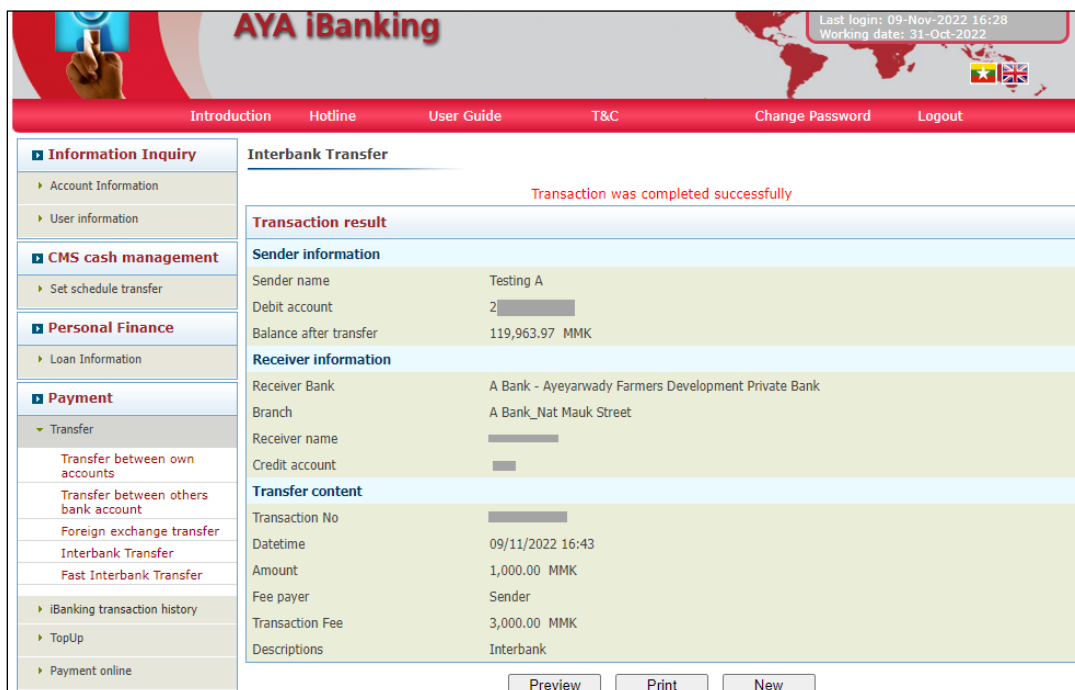 AYA iBanking
Last login: 09-Nov-2022 16:28
Working date: 31-Oct-2022
Introduction Hotline User Guide T&C Change Password Logout
Information Inquiry
Account Information
User information
CMS cash management
Set schedule transfer
Personal Finance
Loan Information
Payment
Transfer
Transfer between own
accounts
Transfer between others
bank account
Foreign exchange transfer
Interbank Transfer
Fast Interbank Transfer
iBanking transaction history
TopUp
Payment online
Interbank Transfer
Transaction was completed successfully
Transaction result
Sender information
Sender name Testing A
Debit account 2
Balance after transfer 119,963.97 MMK
Receiver information
Receiver Bank A Bank - Ayeyarwady Farmers Development Private Bank
Branch A Bank_Nat Mauk Street
Receiver name
Credit account
Transfer content
Transaction No
Datetime 09/11/2022 16:43
Amount 1,000.00 MMK
Fee payer Sender
Transaction Fee 3,000.00 MMK
Descriptions Interbank
Preview Print New